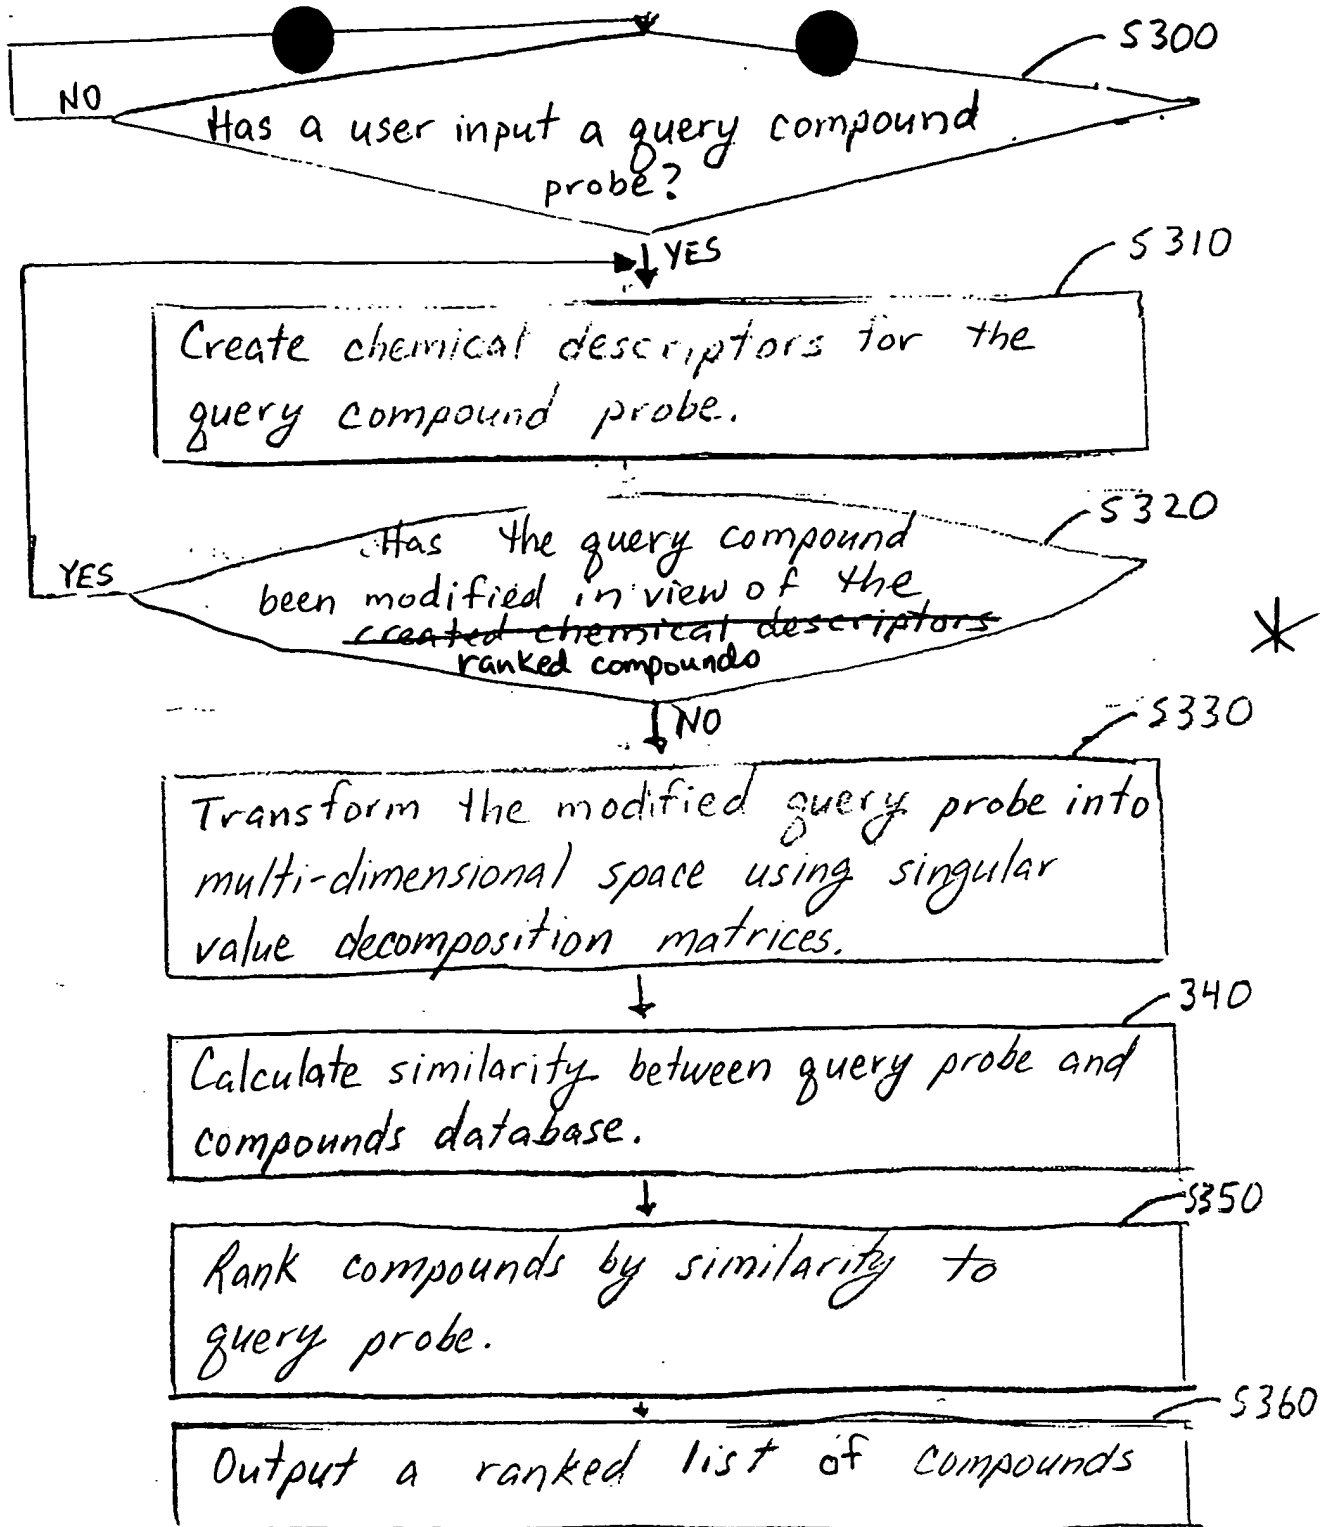 S300
NO
Has a user input a query compound
probe?
YES
S310
Create chemical descriptors for the
query compound probe.
S320
Has the query compound
YES
been modified in view of the
created chemical descriptors
ranked compounds
*
NO
S330
Transform the modified query probe into
multi-dimensional space using singular
value decomposition matrices.
340
Calculate similarity between query probe and
compounds database.
S350
Rank compounds by similarity to
query probe.
S360
Output a ranked list of compounds